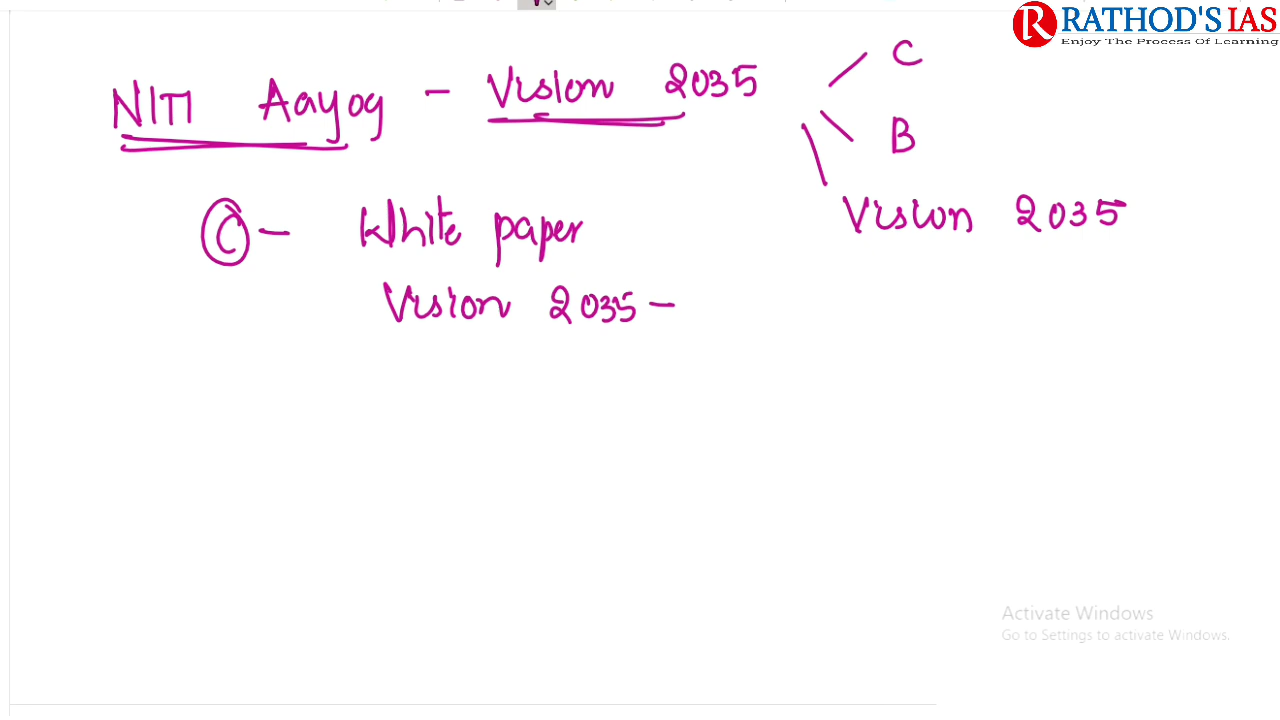 RATHOD'S IAS
Enjoy The Process Of Learning
NITI Aayog - Vision 2035
C
B
Vision 2035
C - White paper
Vision 2035 -
Activate Windows
Go to Settings to activate Windows.